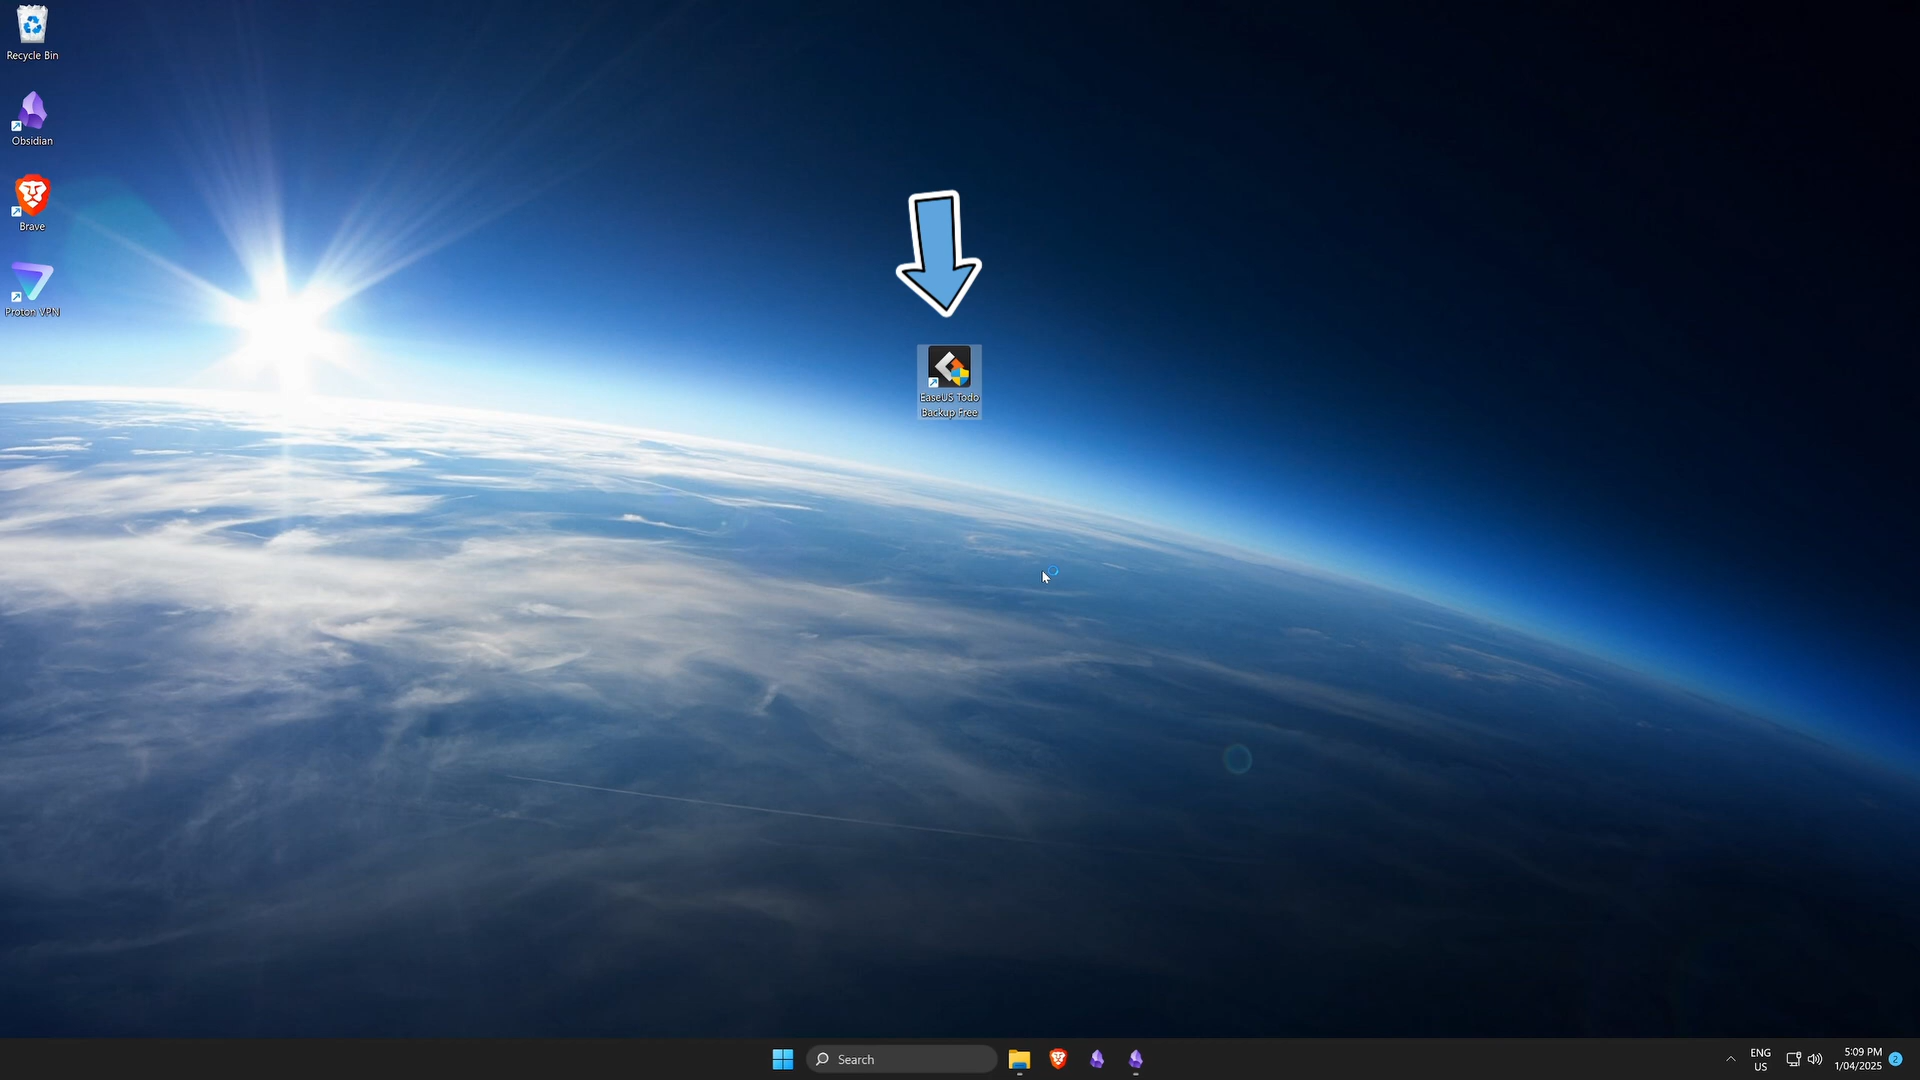 Recycle Bin
Obsidian
Brave
Proton VPN
EaseUS Todo
Backup Free
Search
ENG
US
5:09 PM
1/04/2025
2